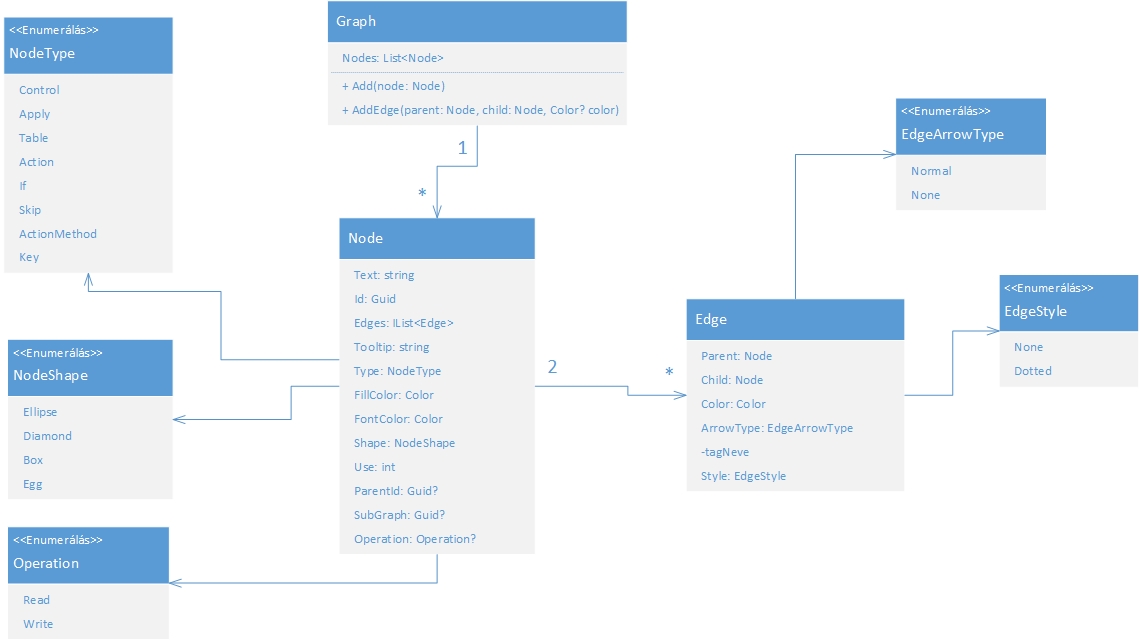 <<Enumerálás>>
NodeType
Control
Apply
Table
Action
If
Skip
ActionMethod
Key
Graph
Nodes: List<Node>
+ Add(node: Node)
+ AddEdge(parent: Node, child: Node, Color? color)
1
*
<<Enumerálás>>
EdgeArrowType
Normal
None
Node
Text: string
Id: Guid
Edges: IList<Edge>
Tooltip: string
Type: NodeType
FillColor: Color
FontColor: Color
Shape: NodeShape
Use: int
ParentId: Guid?
SubGraph: Guid?
Operation: Operation?
2
*
Edge
Parent: Node
Child: Node
Color: Color
ArrowType: EdgeArrowType
-tagNeve
Style: EdgeStyle
<<Enumerálás>>
EdgeStyle
None
Dotted
<<Enumerálás>>
NodeShape
Ellipse
Diamond
Box
Egg
<<Enumerálás>>
Operation
Read
Write